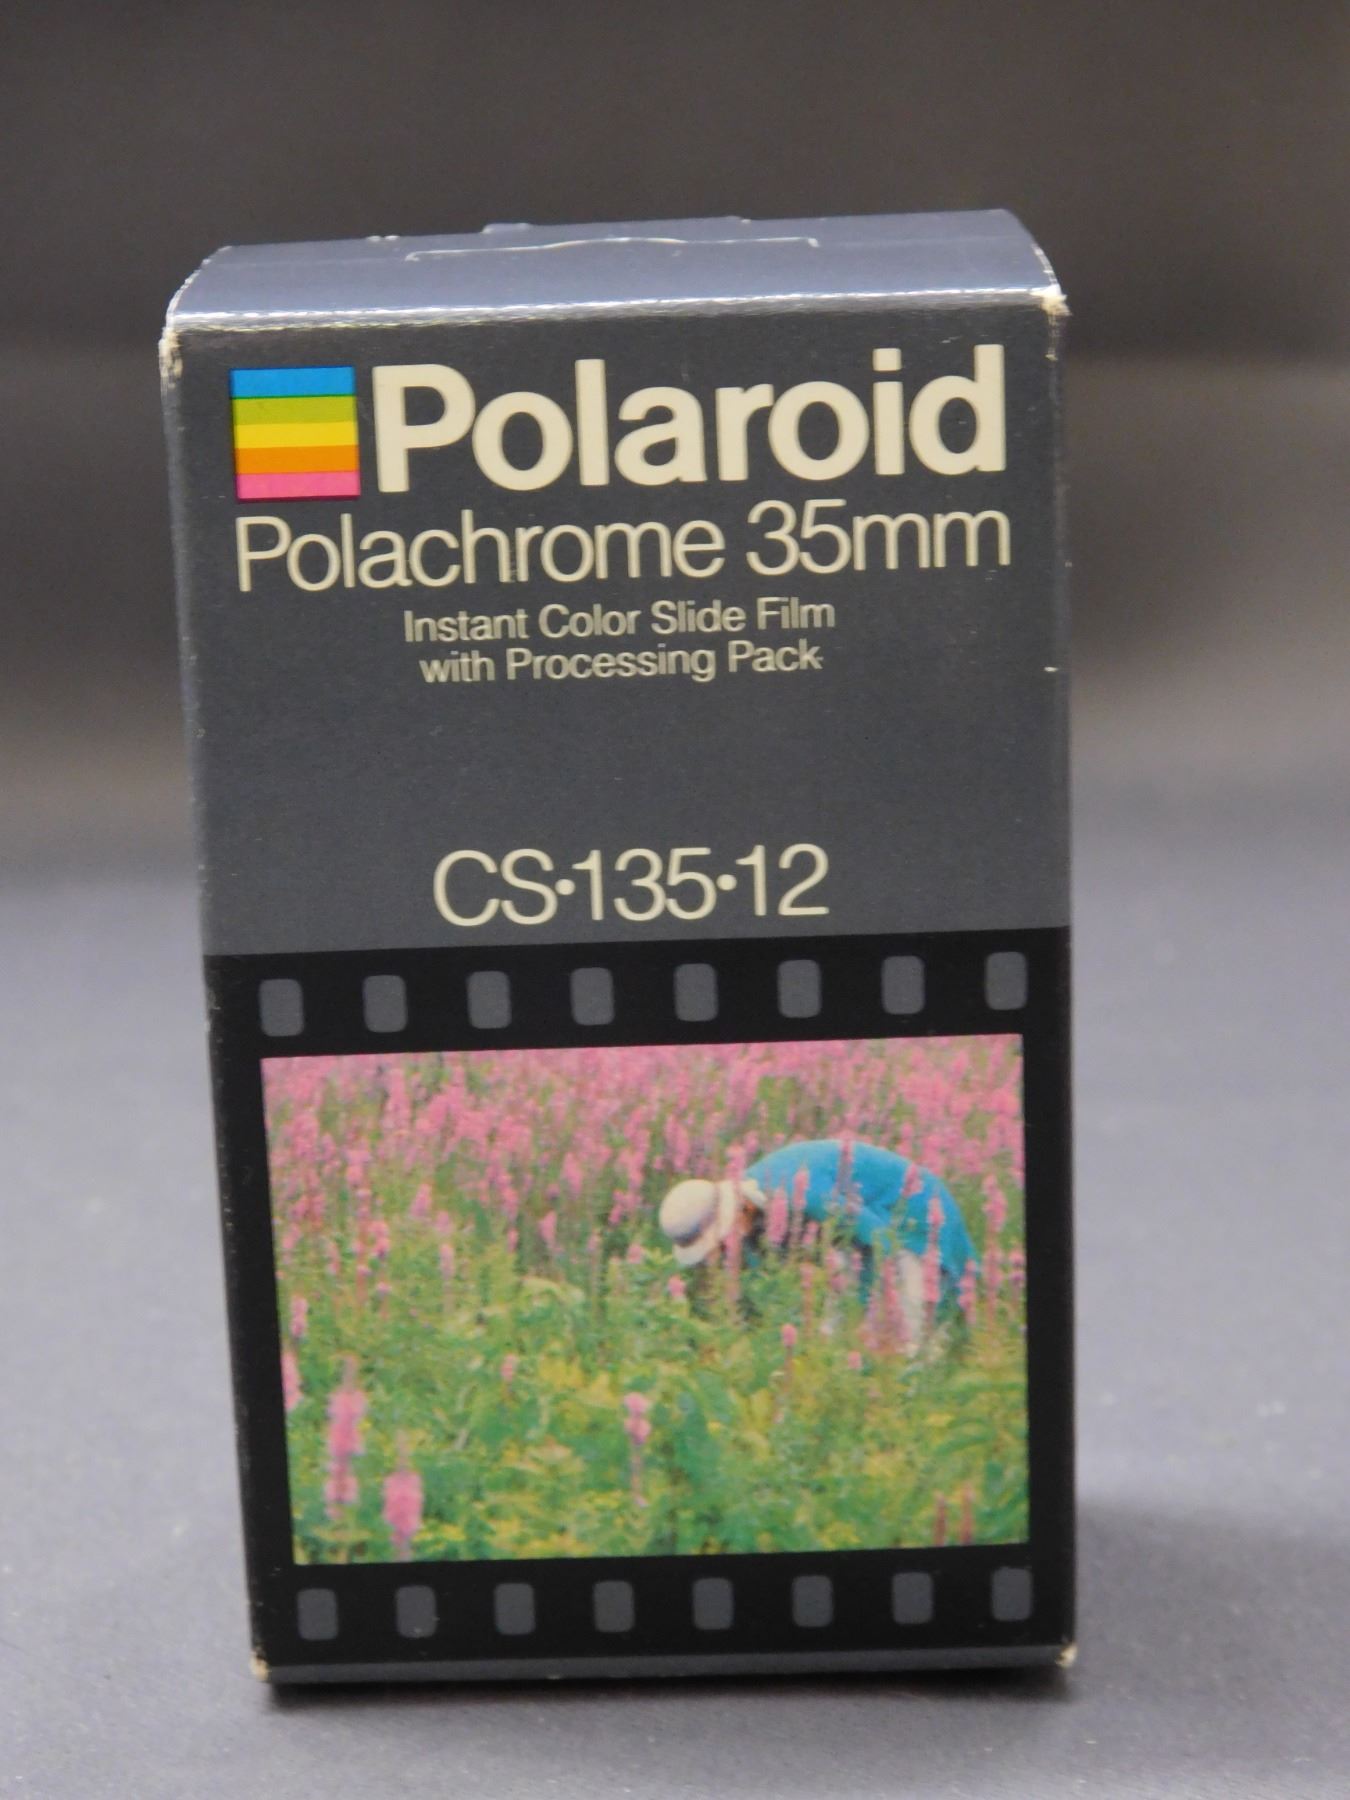 Polaroid
Polachrome 35mm
Instant Color Slide Film
with Processing Pack
CS·135·12